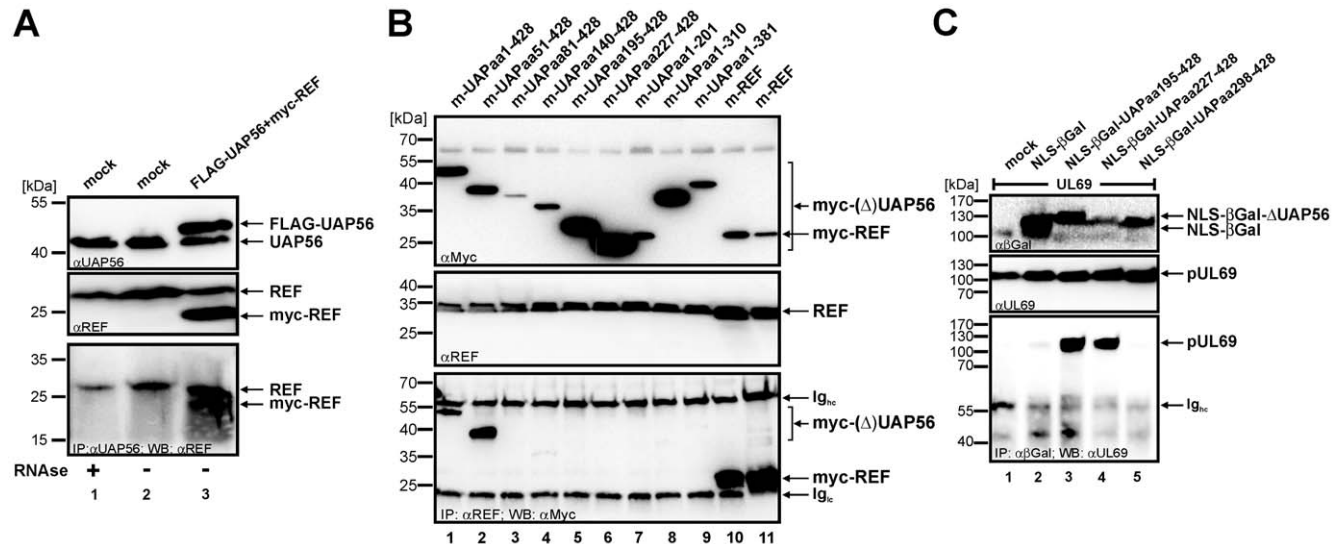 A
mock
mock
FLAG-UAP56+myc-REF
[kDa]
55
40
FLAG-UAP56
UAP56
αUAP56
25
REF
myc-REF
αREF
35
25
15
REF
myc-REF
IP:αUAP56; WB: αREF
RNAse + - -
1 2 3
B
m-UAPaa1-428
m-UAPaa51-428
m-UAPaa81-428
m-UAPaa140-428
m-UAPaa195-428
m-UAPaa227-428
m-UAPaa1-201
m-UAPaa1-310
m-UAPaa1-381
m-REF
m-REF
[kDa]
70
55
40
35
25
myc-(Δ)UAP56
myc-REF
αMyc
40
35
25
REF
αREF
70
55
40
35
25
Ig hc
myc-(Δ)UAP56
myc-REF
Ig lc
IP: αREF; WB: αMyc
1 2 3 4 5 6 7 8 9 10 11
C
mock
NLS-βGal
NLS-βGal-UAPaa195-428
NLS-βGal-UAPaa227-428
NLS-βGal-UAPaa298-428
UL69
[kDa]
170
130
100
NLS-βGal-ΔUAP56
NLS-βGal
αβGal
130
100
70
pUL69
αUL69
170
130
100
70
55
40
pUL69
Ig hc
IP: αβGal; WB: αUL69
1 2 3 4 5